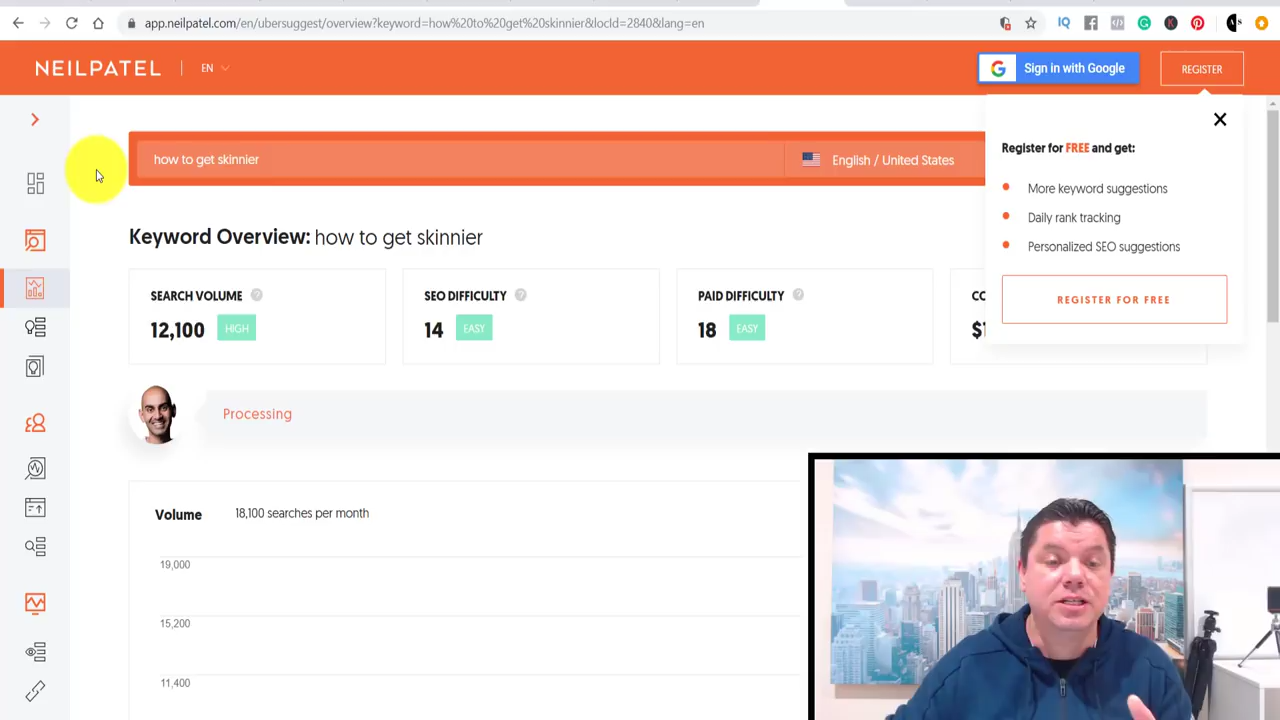 app.neilpatel.com/en/ubersuggest/overview?keyword=how%20to%20get%20skinnier&locId=2840&lang=en
IQ
NEILPATEL
EN
Sign in with Google
REGISTER
how to get skinnier
English / United States
Register for FREE and get:
More keyword suggestions
Daily rank tracking
Personalized SEO suggestions
REGISTER FOR FREE
Keyword Overview: how to get skinnier
SEARCH VOLUME
12,100 HIGH
SEO DIFFICULTY
14 EASY
PAID DIFFICULTY
18 EASY
Processing
Volume
18,100 searches per month
19,000
15,200
11,400